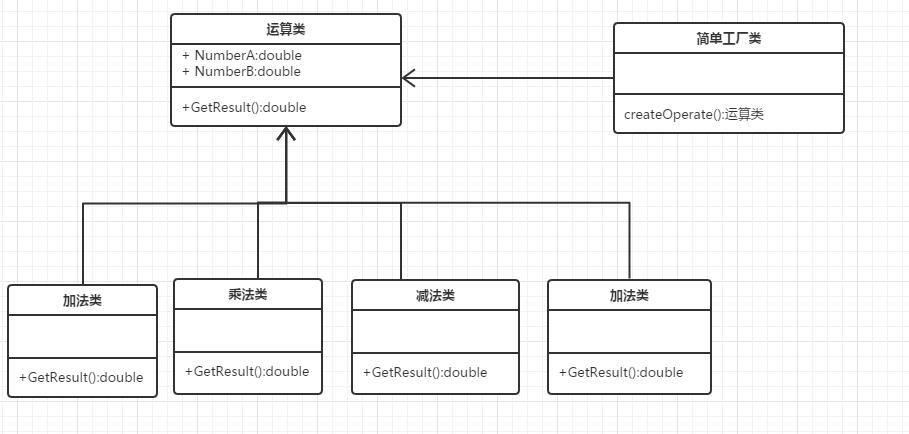 运算类
+ NumberA:double
+ NumberB:double
+GetResult():double
简单工厂类
createOperate():运算类
加法类
+GetResult():double
乘法类
+GetResult():double
减法类
+GetResult():double
加法类
+GetResult():double